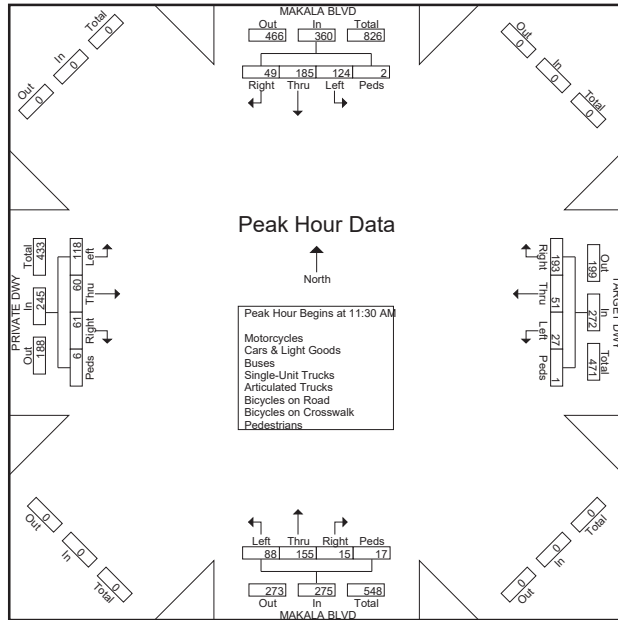 MAKALA BLVD
Out In Total
466 360 826
49 185 124 2
Right Thru Left Peds
Out In Total
0 0 0
Out In Total
0 0 0
Peak Hour Data
North
PRIVATE DWY
Out In Total
188 245 433
118 60 61 6
Left Thru Right Peds
Right Thru Left Peds
193 51 27 1
Out In Total
199 272 471
TARGET DWY
Peak Hour Begins at 11:30 AM
Motorcycles
Cars & Light Goods
Buses
Single-Unit Trucks
Articulated Trucks
Bicycles on Road
Bicycles on Crosswalk
Pedestrians
Out In Total
0 0 0
Out In Total
0 0 0
Left Thru Right Peds
88 155 15 17
273 275 548
Out In Total
MAKALA BLVD